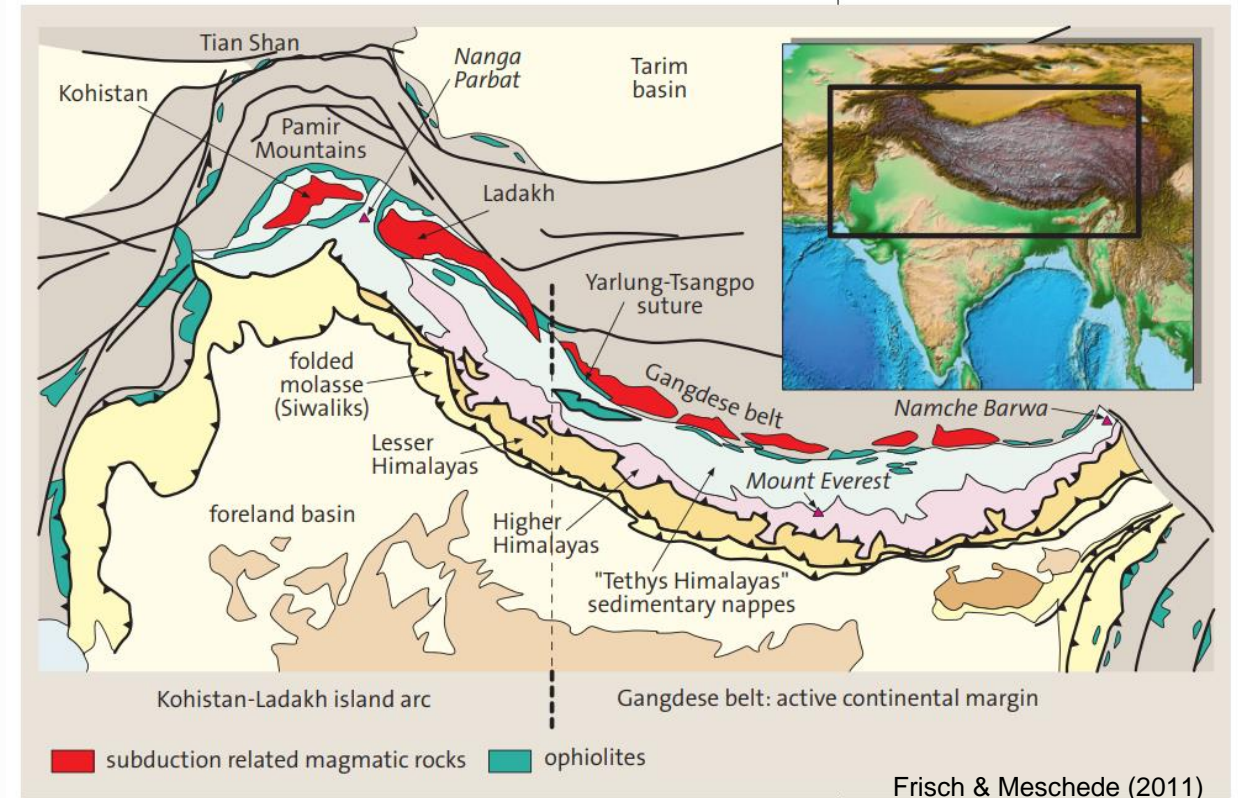 Tian Shan
Nanga
Parbat
Tarim
basin
Kohistan
Pamir
Mountains
Ladakh
Yarlung-Tsangpo
suture
folded
molasse
(Siwaliks)
Gangdese belt
Namche Barwa
Lesser
Himalayas
Mount Everest
foreland basin
Higher
Himalayas
"Tethys Himalayas"
sedimentary nappes
Kohistan-Ladakh island arc
Gangdese belt: active continental margin
subduction related magmatic rocks
ophiolites
Frisch & Meschede (2011)